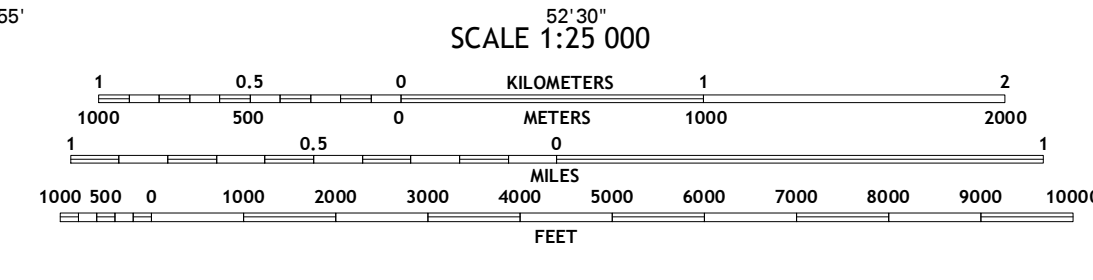 55' 52'30"
SCALE 1:25 000
1 0.5 0 KILOMETERS 1 2
1000 500 0 METERS 1000 2000
1 0.5 0 1
MILES
1000 500 0 1000 2000 3000 4000 5000 6000 7000 8000 9000 10000
FEET